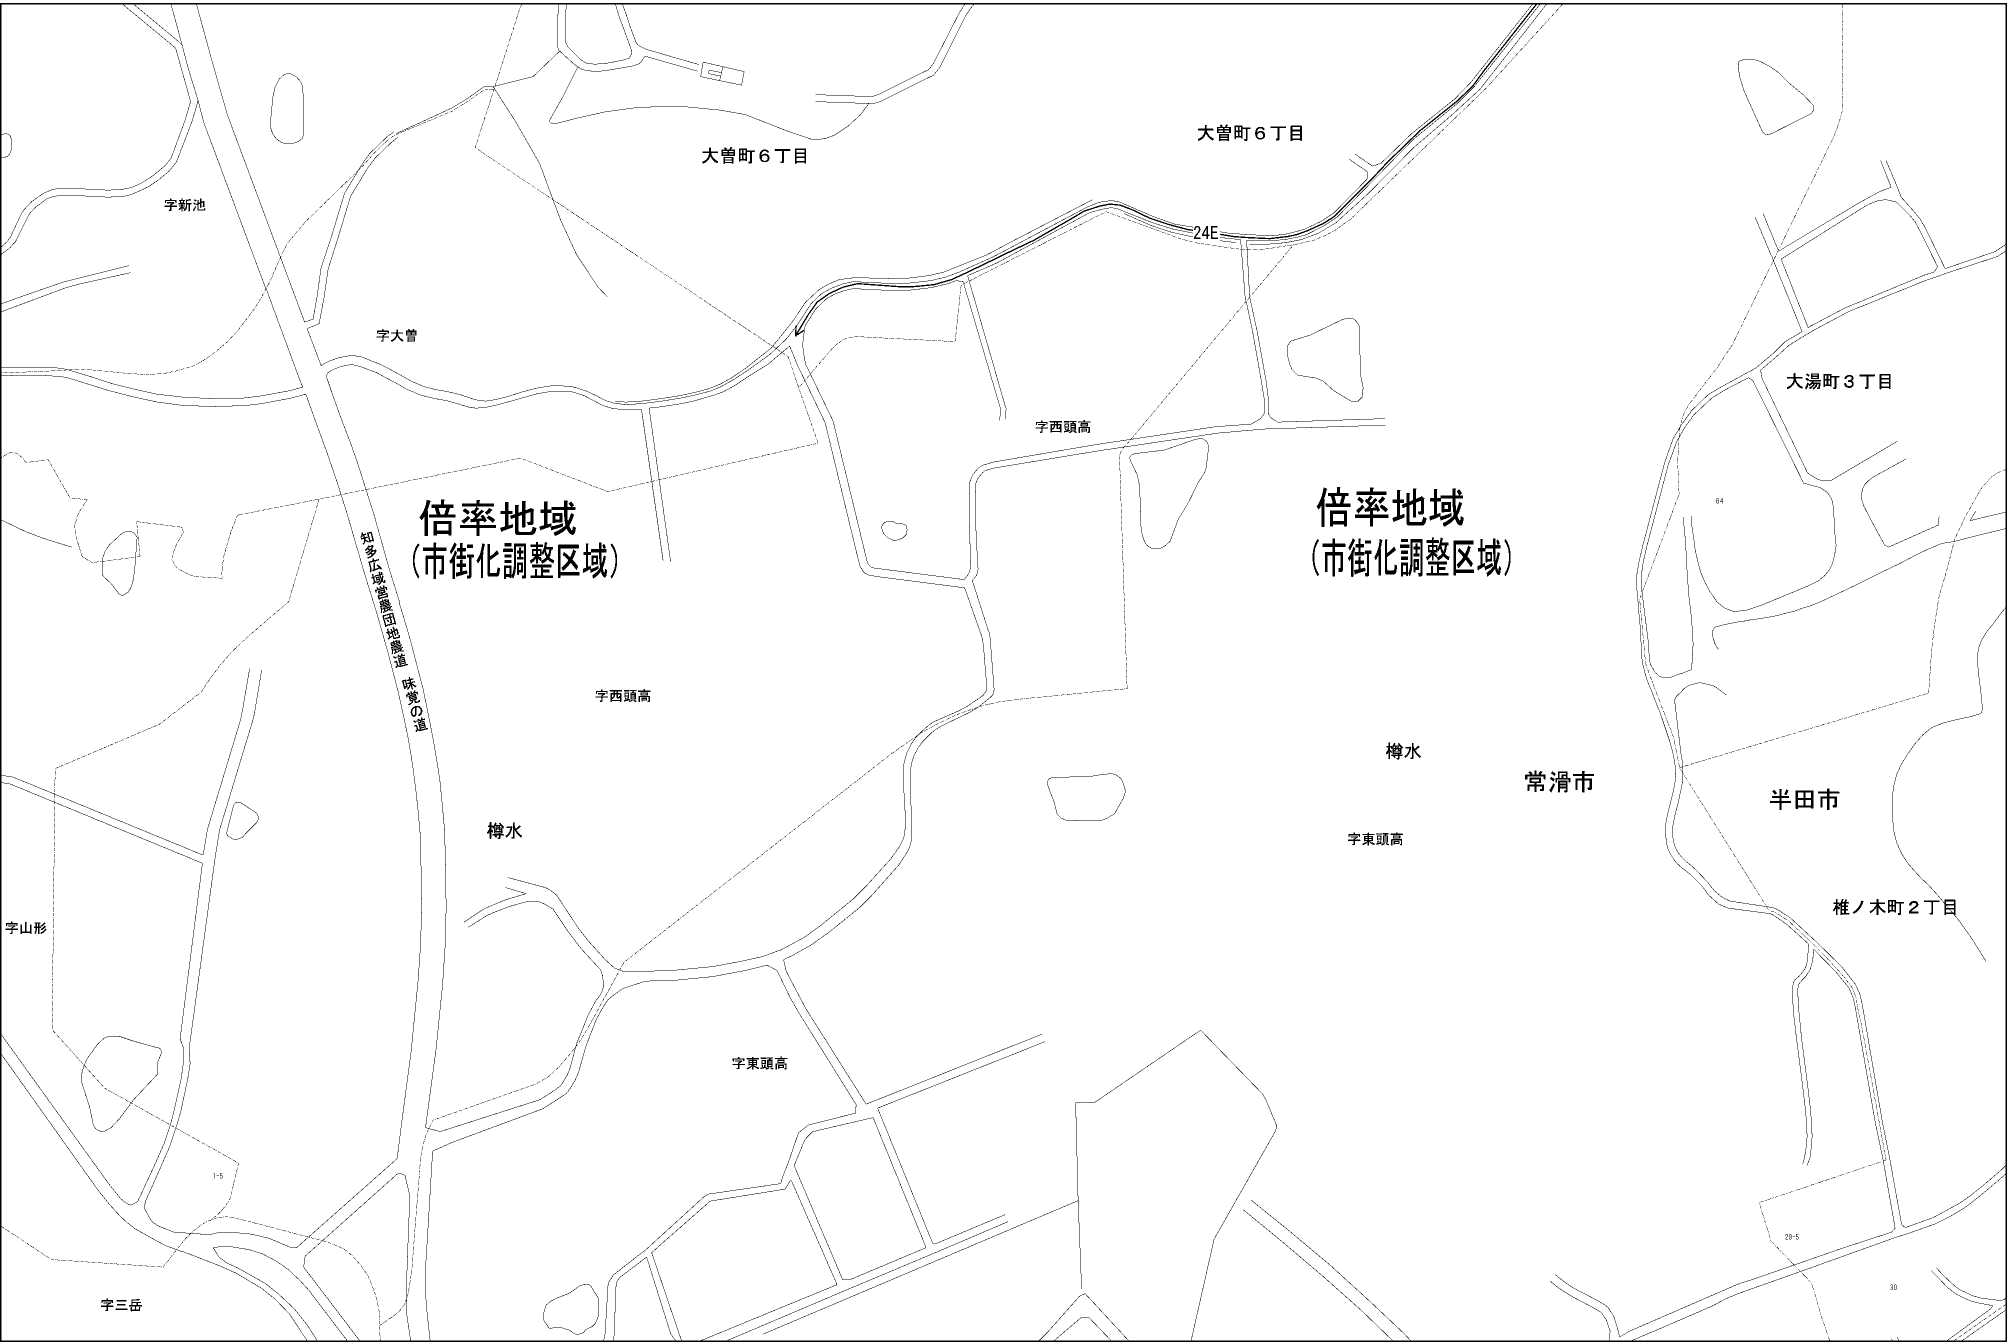 大曽町６丁目
大曽町６丁目
字新池
24E
字大曽
大湯町３丁目
字西頭高
倍率地域
（市街化調整区域）
倍率地域
（市街化調整区域）
64
知多広域営農団地農道　味覚の道
字西頭高
樽水
常滑市
半田市
樽水
字東頭高
椎ノ木町２丁目
字山形
字東頭高
1-5
29-5
30
字三岳